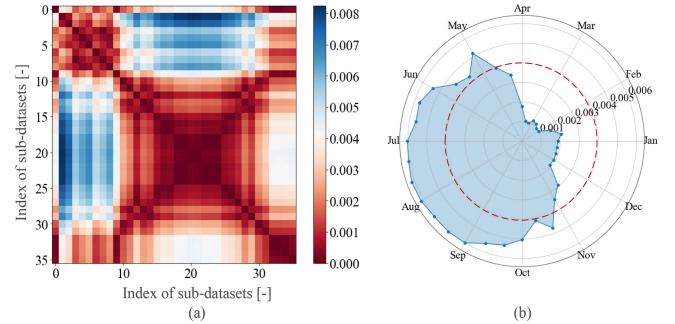 0
5
10
15
20
25
30
35
0
10
20
30
Index of sub-datasets [-]
Index of sub-datasets [-]
0.008
0.007
0.006
0.005
0.004
0.003
0.002
0.001
0.000
(a)
Apr
Mar
Feb
Jan
Dec
Nov
Oct
Sep
Aug
Jul
Jun
May
0.001
0.002
0.003
0.004
0.005
0.006
(b)